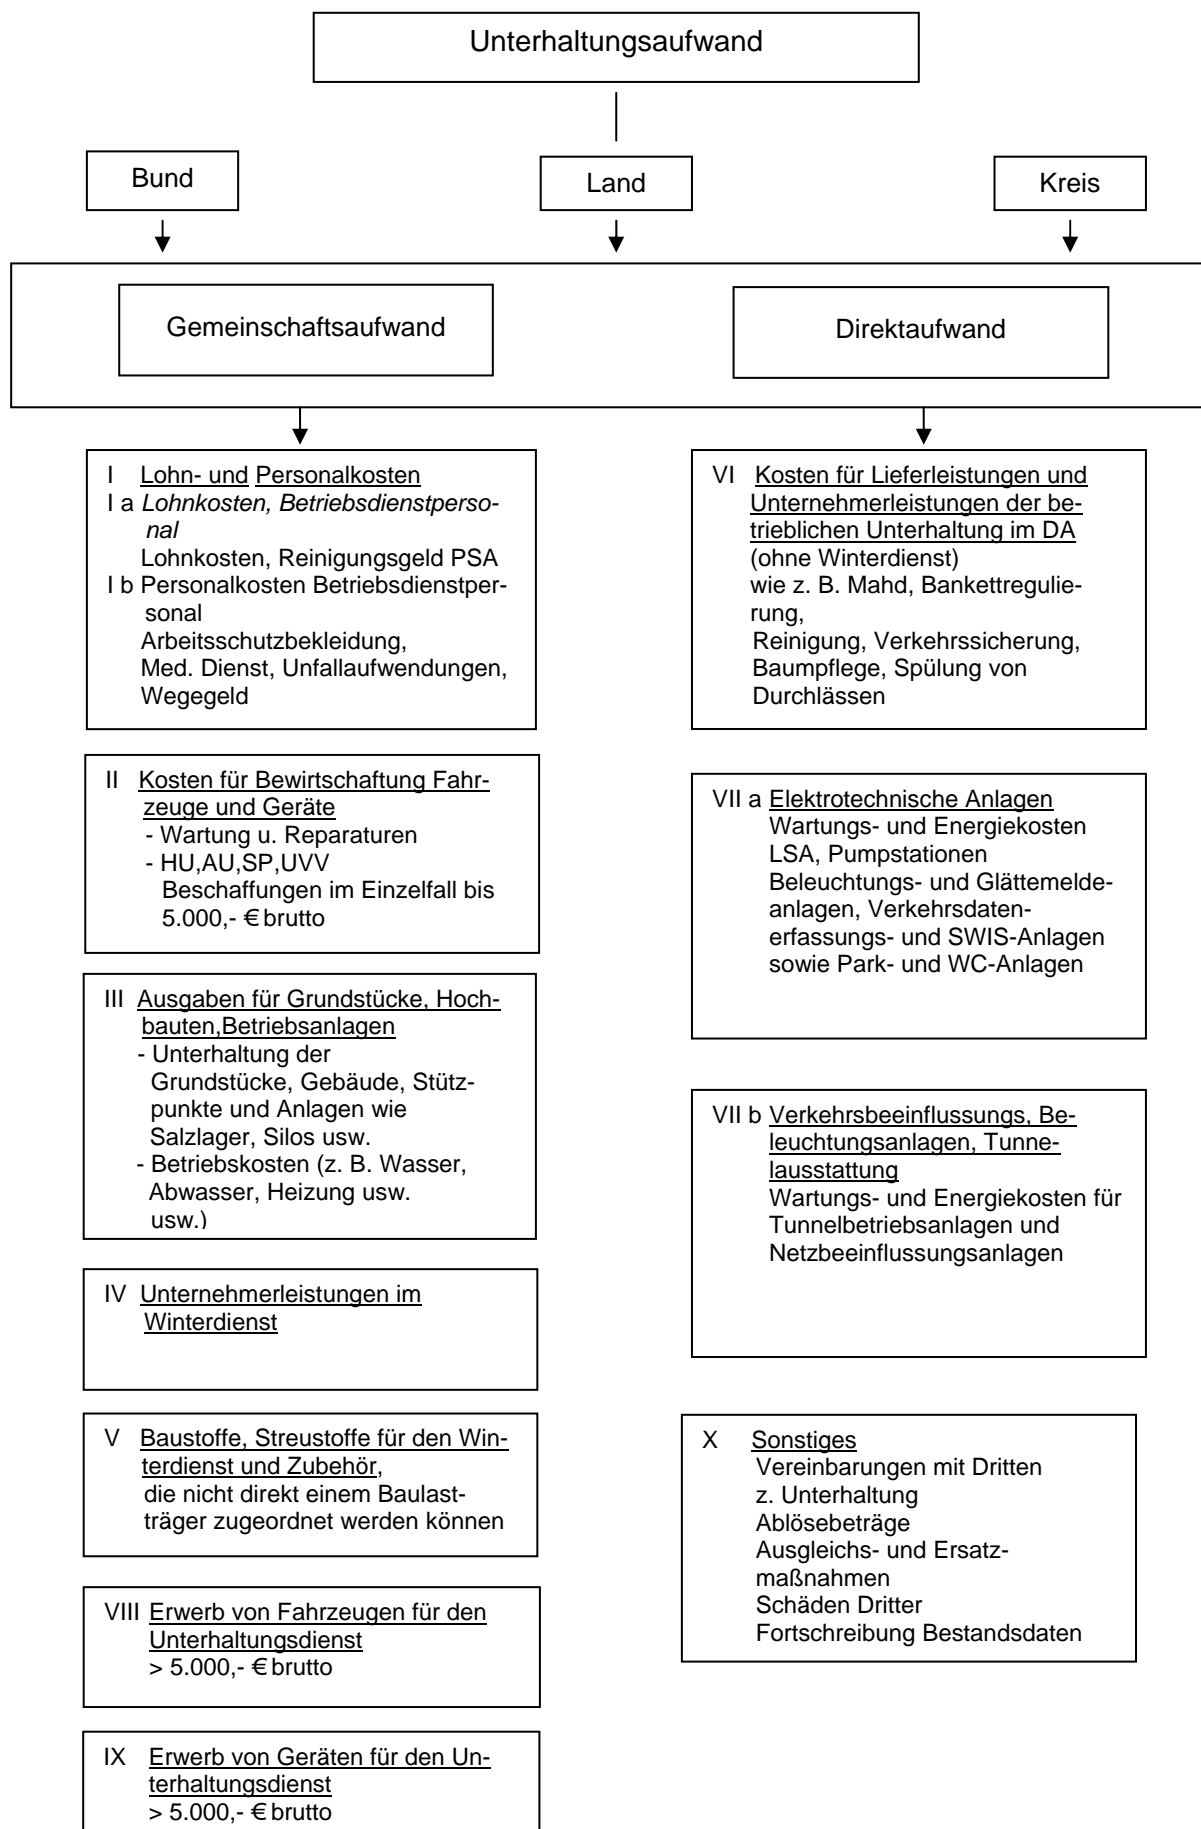 Unterhaltungsaufwand
Bund
Land
Kreis
Gemeinschaftsaufwand
Direktaufwand
I Lohn- und Personalkosten
I a Lohnkosten, Betriebsdienstperso-
nal
Lohnkosten, Reinigungsgeld PSA
I b Personalkosten Betriebsdienstper-
sonal
Arbeitsschutzbekleidung,
Med. Dienst, Unfallaufwendungen,
Wegegeld
II Kosten für Bewirtschaftung Fahr-
zeuge und Geräte
- Wartung u. Reparaturen
- HU,AU,SP,UVV
Beschaffungen im Einzelfall bis
5.000,- € brutto
III Ausgaben für Grundstücke, Hoch-
bauten,Betriebsanlagen
- Unterhaltung der
Grundstücke, Gebäude, Stütz-
punkte und Anlagen wie
Salzlager, Silos usw.
- Betriebskosten (z. B. Wasser,
Abwasser, Heizung usw.
usw.)
IV Unternehmerleistungen im
Winterdienst
V Baustoffe, Streustoffe für den Win-
terdienst und Zubehör,
die nicht direkt einem Baulast-
träger zugeordnet werden können
VIII Erwerb von Fahrzeugen für den
Unterhaltungsdienst
> 5.000,- € brutto
IX Erwerb von Geräten für den Un-
terhaltungsdienst
> 5.000,- € brutto
VI Kosten für Lieferleistungen und
Unternehmerleistungen der be-
trieblichen Unterhaltung im DA
(ohne Winterdienst)
wie z. B. Mahd, Bankettregulie-
rung,
Reinigung, Verkehrssicherung,
Baumpflege, Spülung von
Durchlässen
VII a Elektrotechnische Anlagen
Wartungs- und Energiekosten
LSA, Pumpstationen
Beleuchtungs- und Glättemelde-
anlagen, Verkehrsdaten-
erfassungs- und SWIS-Anlagen
sowie Park- und WC-Anlagen
VII b Verkehrsbeeinflussungs, Be-
leuchtungsanlagen, Tunne-
lausstattung
Wartungs- und Energiekosten für
Tunnelbetriebsanlagen und
Netzbeeinflussungsanlagen
X Sonstiges
Vereinbarungen mit Dritten
z. Unterhaltung
Ablösebeträge
Ausgleichs- und Ersatz-
maßnahmen
Schäden Dritter
Fortschreibung Bestandsdaten